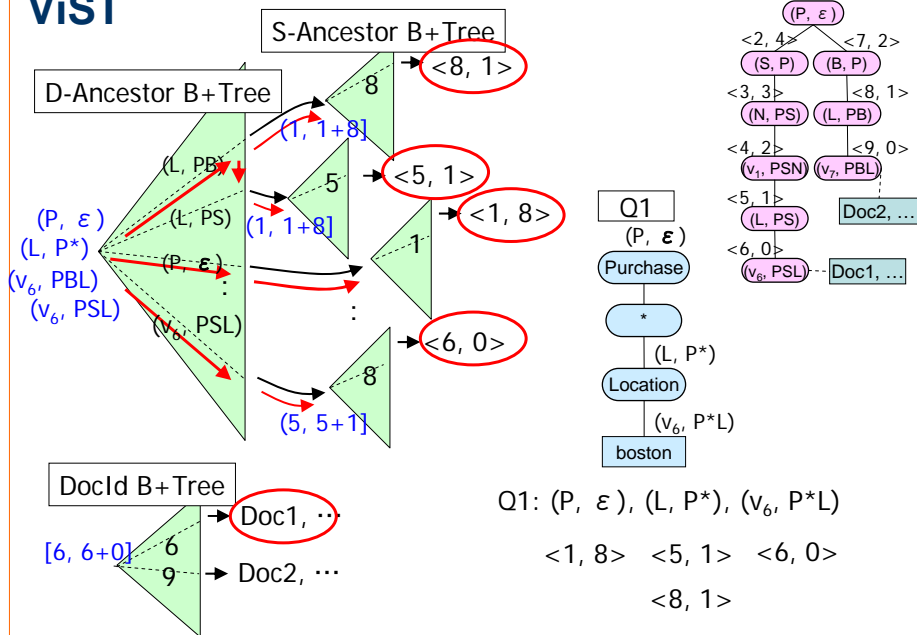 ViST
S-Ancestor B+Tree
D-Ancestor B+Tree
8
<8, 1>
(1, 1+8]
(L, PB)
5
<5, 1>
(L, PS)
(1, 1+8]
1
<1, 8>
(P, ε)
(L, P*)
(v₆, PBL)
(v₆, PSL)
(P, ε)
:
:
(v₆, PSL)
8
<6, 0>
(5, 5+1]
DocId B+Tree
[6, 6+0]
6
9
Doc1, ⋯
Doc2, ⋯
Q1
(P, ε)
Purchase
*
(L, P*)
Location
(v₆, P*L)
boston
(P, ε)
<2, 4>
<7, 2>
(S, P)
(B, P)
<3, 3>
<8, 1>
(N, PS)
(L, PB)
<4, 2>
<9, 0>
(v₁, PSN)
(v₇, PBL)
<5, 1>
(L, PS)
Doc2, ...
<6, 0>
(v₆, PSL)
Doc1, ...
Q1: (P, ε), (L, P*), (v₆, P*L)
<1, 8> <5, 1> <6, 0>
<8, 1>